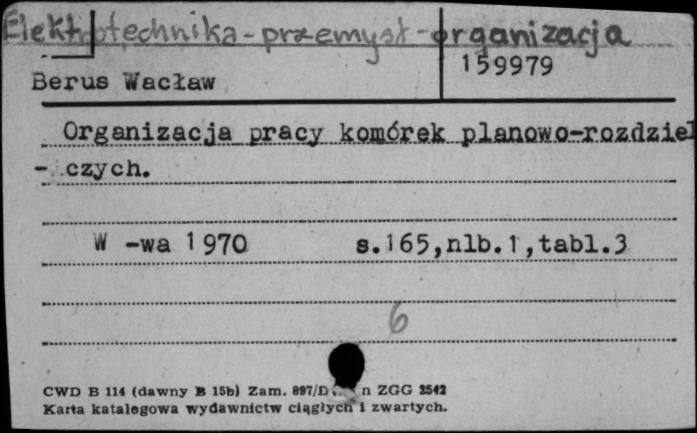 Elektrotechnika-przemysł-organizacja
159979
Berus Wacław
Organizacja pracy komórek planowo-rozdziel
- czych.
W -wa 1970 s.165,nlb.1,tabl.3
6
CWD B 114 (dawny B 15b) Zam. 897/D n ZGG 2542
Karta katalogowa wydawnictw ciągłych i zwartych.